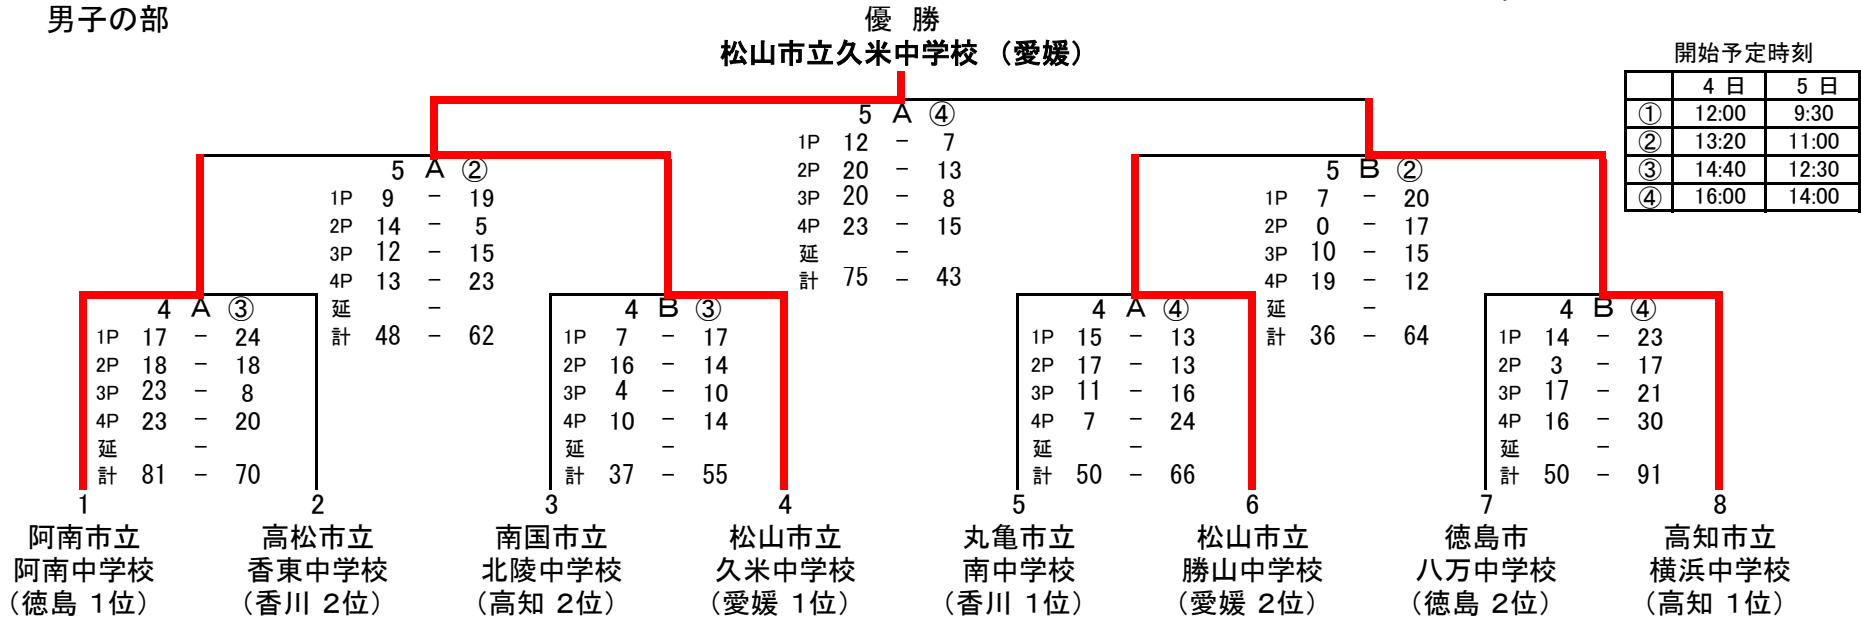 男子の部
優 勝
松山市立久米中学校 （愛媛）
開始予定時刻
4 日 5 日
① 12:00 9:30
② 13:20 11:00
③ 14:40 12:30
④ 16:00 14:00
5 A ④
1P 12 − 7
2P 20 − 13
3P 20 − 8
4P 23 − 15
延 −
計 75 − 43
5 A ②
1P 9 − 19
2P 14 − 5
3P 12 − 15
4P 13 − 23
延 −
計 48 − 62
5 B ②
1P 7 − 20
2P 0 − 17
3P 10 − 15
4P 19 − 12
延 −
計 36 − 64
4 A ③
1P 17 − 24
2P 18 − 18
3P 23 − 8
4P 23 − 20
延 −
計 81 − 70
4 B ③
1P 7 − 17
2P 16 − 14
3P 4 − 10
4P 10 − 14
延 −
計 37 − 55
4 A ④
1P 15 − 13
2P 17 − 13
3P 11 − 16
4P 7 − 24
延 −
計 50 − 66
4 B ④
1P 14 − 23
2P 3 − 17
3P 17 − 21
4P 16 − 30
延 −
計 50 − 91
1
阿南市立
阿南中学校
（徳島 1位）
2
高松市立
香東中学校
（香川 2位）
3
南国市立
北陵中学校
（高知 2位）
4
松山市立
久米中学校
（愛媛 1位）
5
丸亀市立
南中学校
（香川 1位）
6
松山市立
勝山中学校
（愛媛 2位）
7
徳島市
八万中学校
（徳島 2位）
8
高知市立
横浜中学校
（高知 1位）